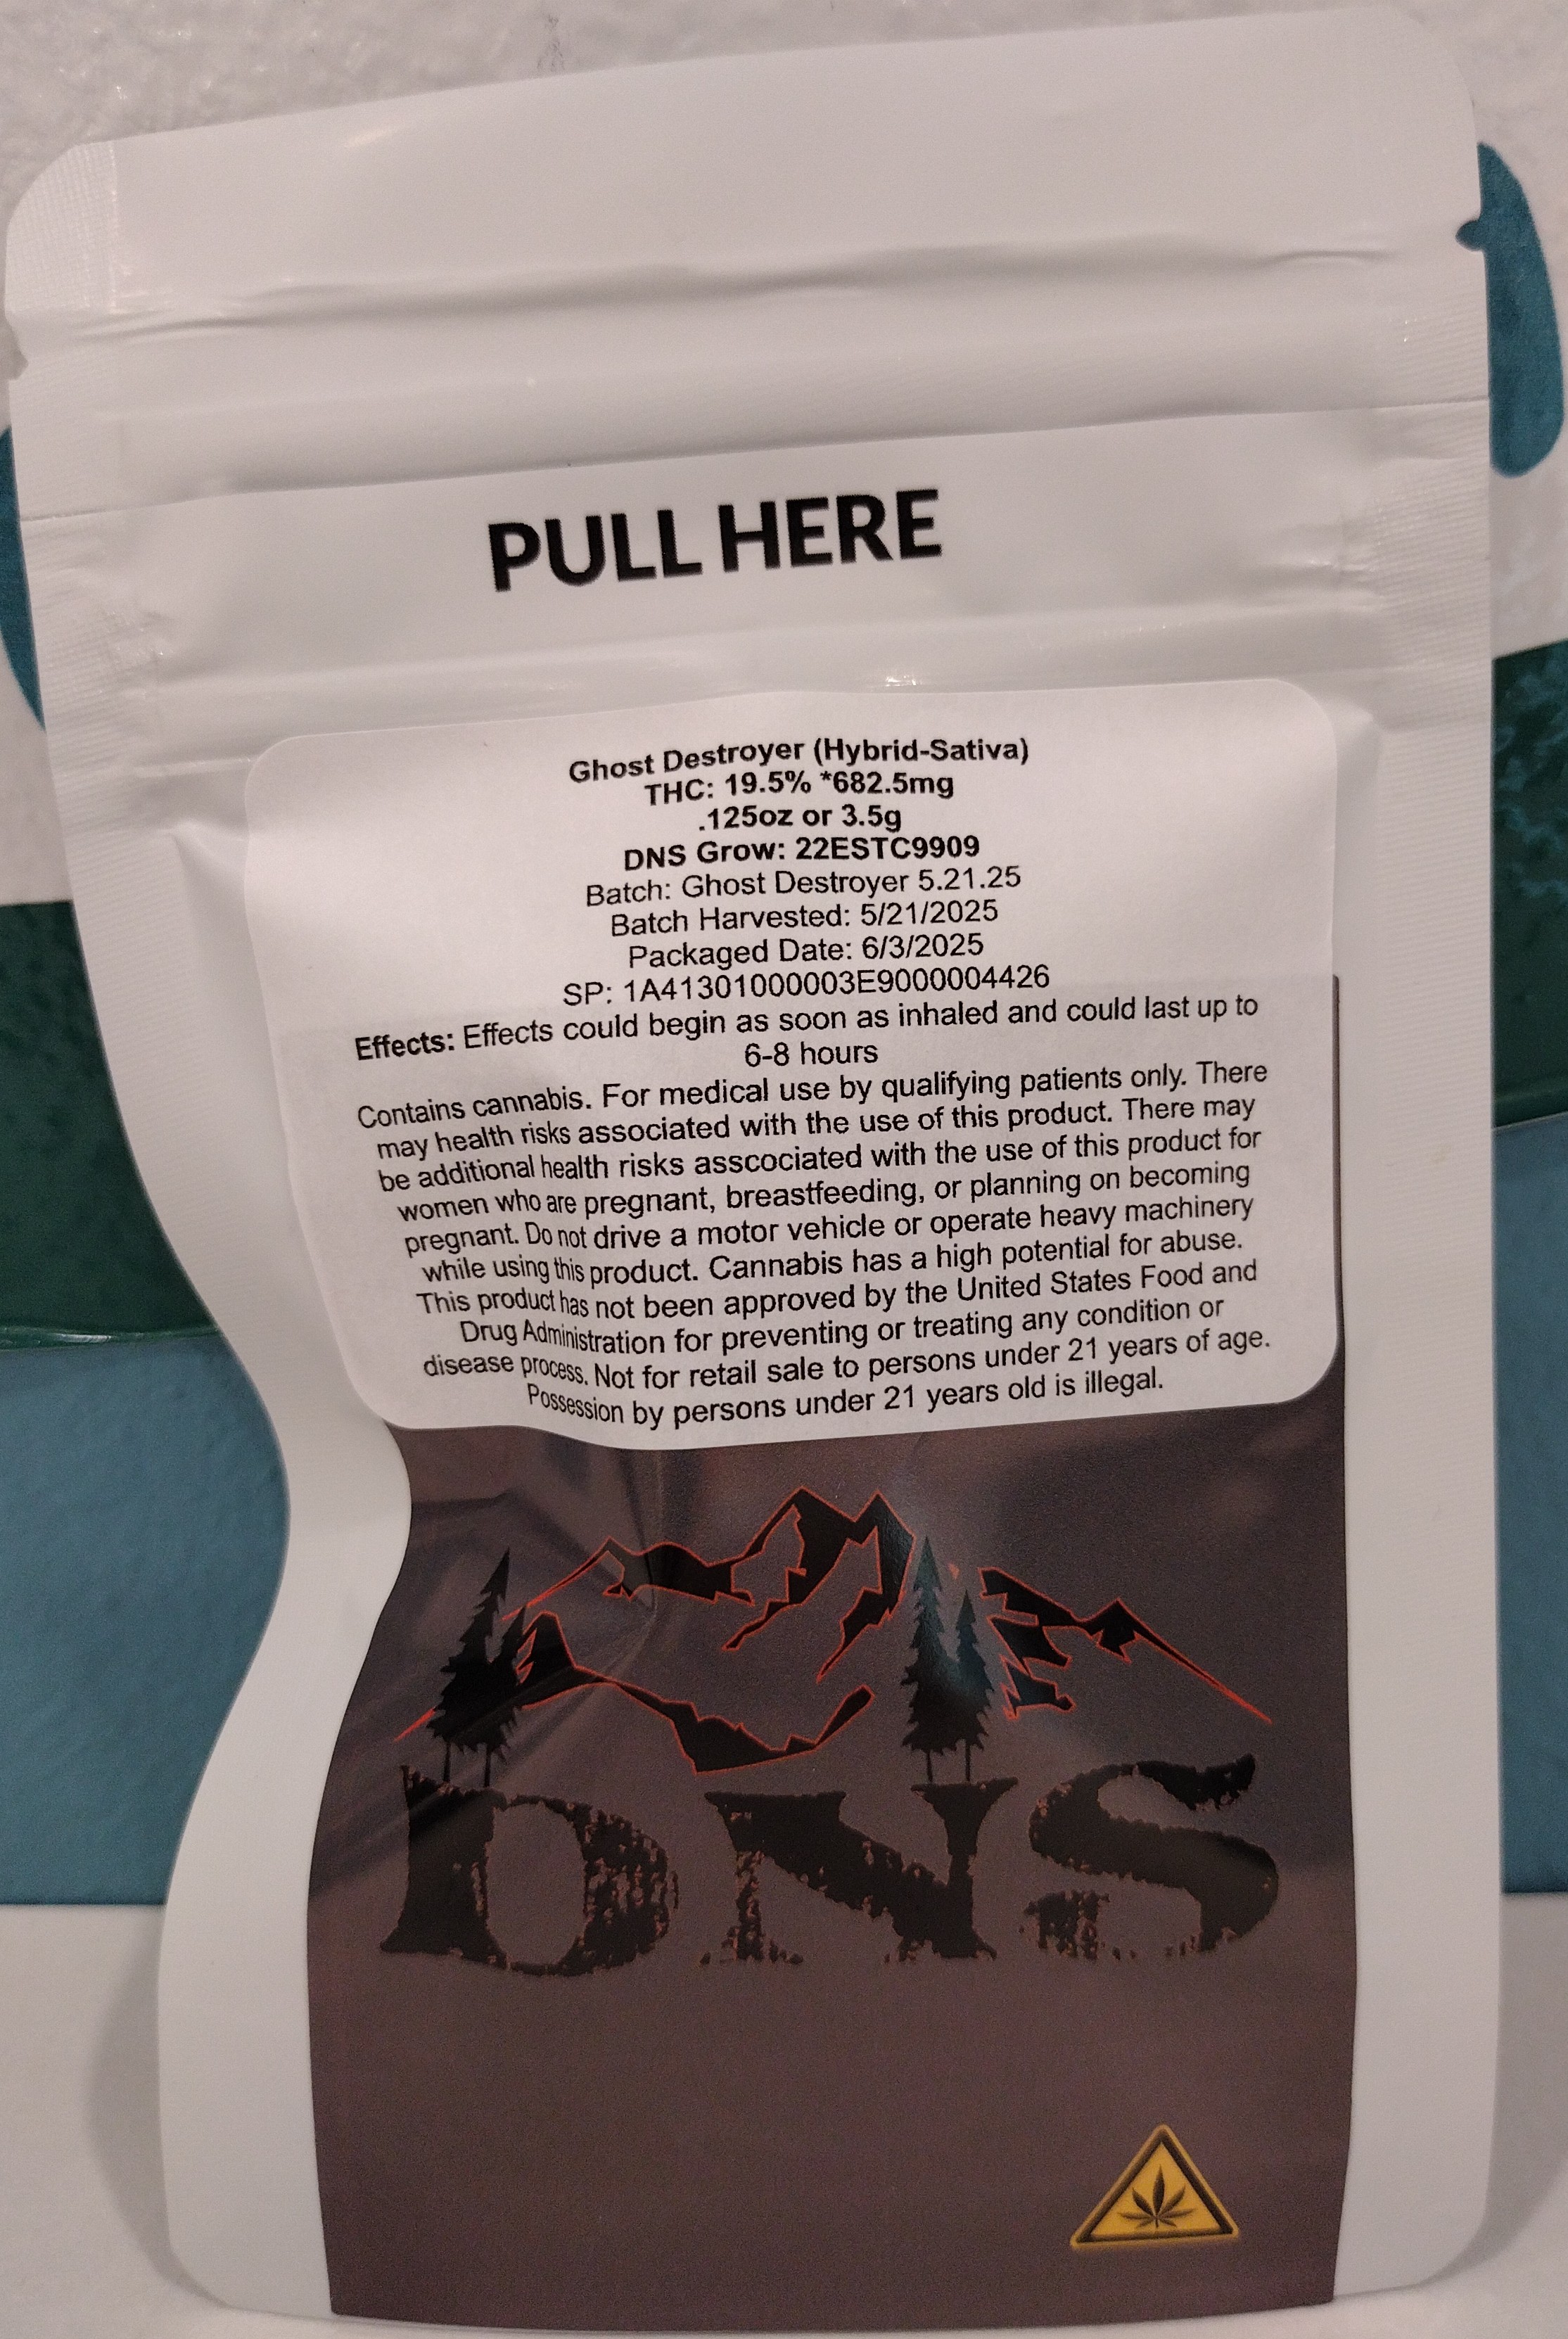 PULL HERE
Ghost Destroyer (Hybrid-Sativa)
THC: 19.5% *682.5mg
.125oz or 3.5g
DNS Grow: 22ESTC9909
Batch: Ghost Destroyer 5.21.25
Batch Harvested: 5/21/2025
Packaged Date: 6/3/2025
SP: 1A41301000003E9000004426
Effects: Effects could begin as soon as inhaled and could last up to
6-8 hours
Contains cannabis. For medical use by qualifying patients only. There
may health risks associated with the use of this product. There may
be additional health risks asscociated with the use of this product for
women who are pregnant, breastfeeding, or planning on becoming
pregnant. Do not drive a motor vehicle or operate heavy machinery
while using this product. Cannabis has a high potential for abuse.
This product has not been approved by the United States Food and
Drug Administration for preventing or treating any condition or
disease process. Not for retail sale to persons under 21 years of age.
Possession by persons under 21 years old is illegal.
DNS